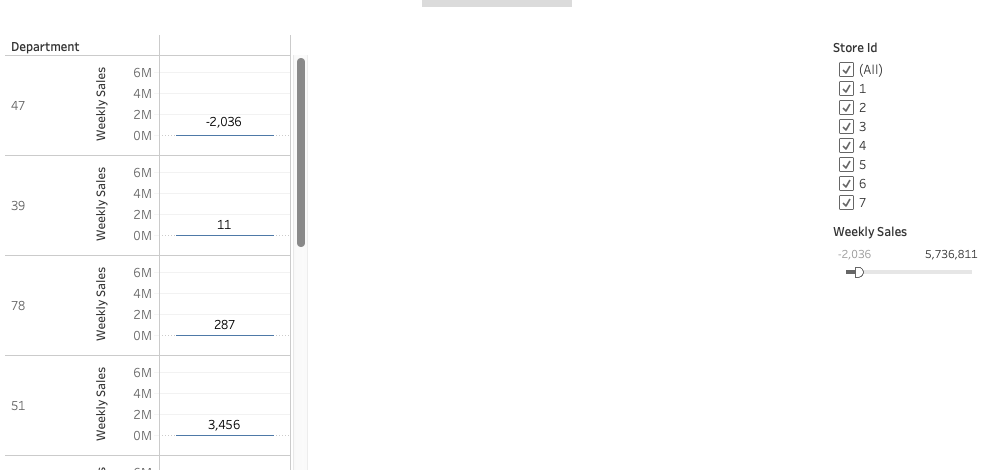 Department
47
Weekly Sales
6M
4M
2M
0M
-2,036
39
Weekly Sales
6M
4M
2M
0M
11
78
Weekly Sales
6M
4M
2M
0M
287
51
Weekly Sales
6M
4M
2M
0M
3,456
Store Id
(All)
1
2
3
4
5
6
7
Weekly Sales
-2,036 5,736,811